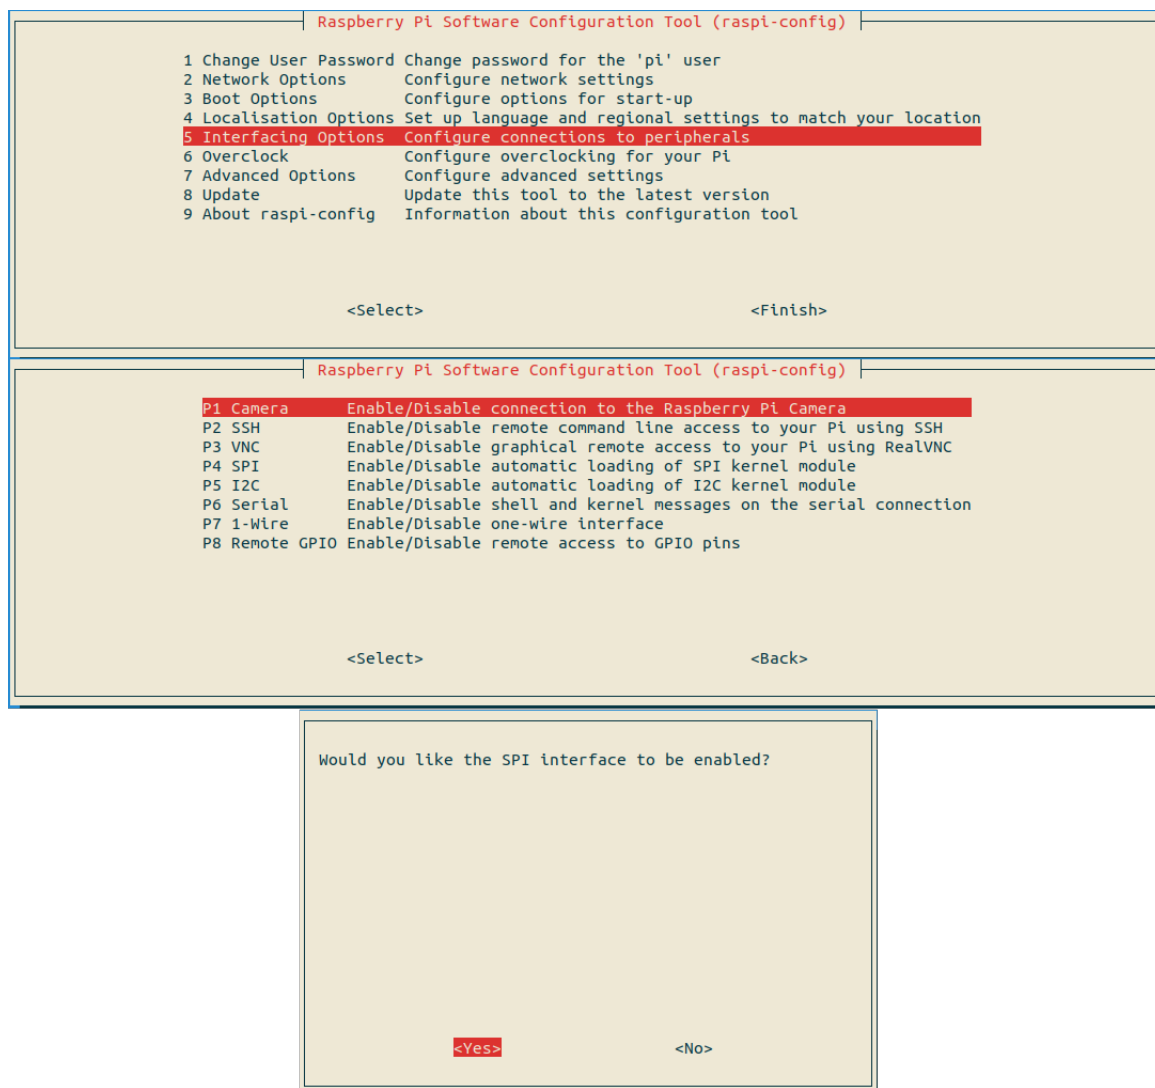 Raspberry Pi Software Configuration Tool (raspi-config)
1 Change User Password Change password for the 'pi' user
2 Network Options Configure network settings
3 Boot Options Configure options for start-up
4 Localisation Options Set up language and regional settings to match your location
5 Interfacing Options Configure connections to peripherals
6 Overclock Configure overclocking for your Pi
7 Advanced Options Configure advanced settings
8 Update Update this tool to the latest version
9 About raspi-config Information about this configuration tool
<Select> <Finish>
Raspberry Pi Software Configuration Tool (raspi-config)
P1 Camera Enable/Disable connection to the Raspberry Pi Camera
P2 SSH Enable/Disable remote command line access to your Pi using SSH
P3 VNC Enable/Disable graphical remote access to your Pi using RealVNC
P4 SPI Enable/Disable automatic loading of SPI kernel module
P5 I2C Enable/Disable automatic loading of I2C kernel module
P6 Serial Enable/Disable shell and kernel messages on the serial connection
P7 1-Wire Enable/Disable one-wire interface
P8 Remote GPIO Enable/Disable remote access to GPIO pins
<Select> <Back>
Would you like the SPI interface to be enabled?
<Yes> <No>